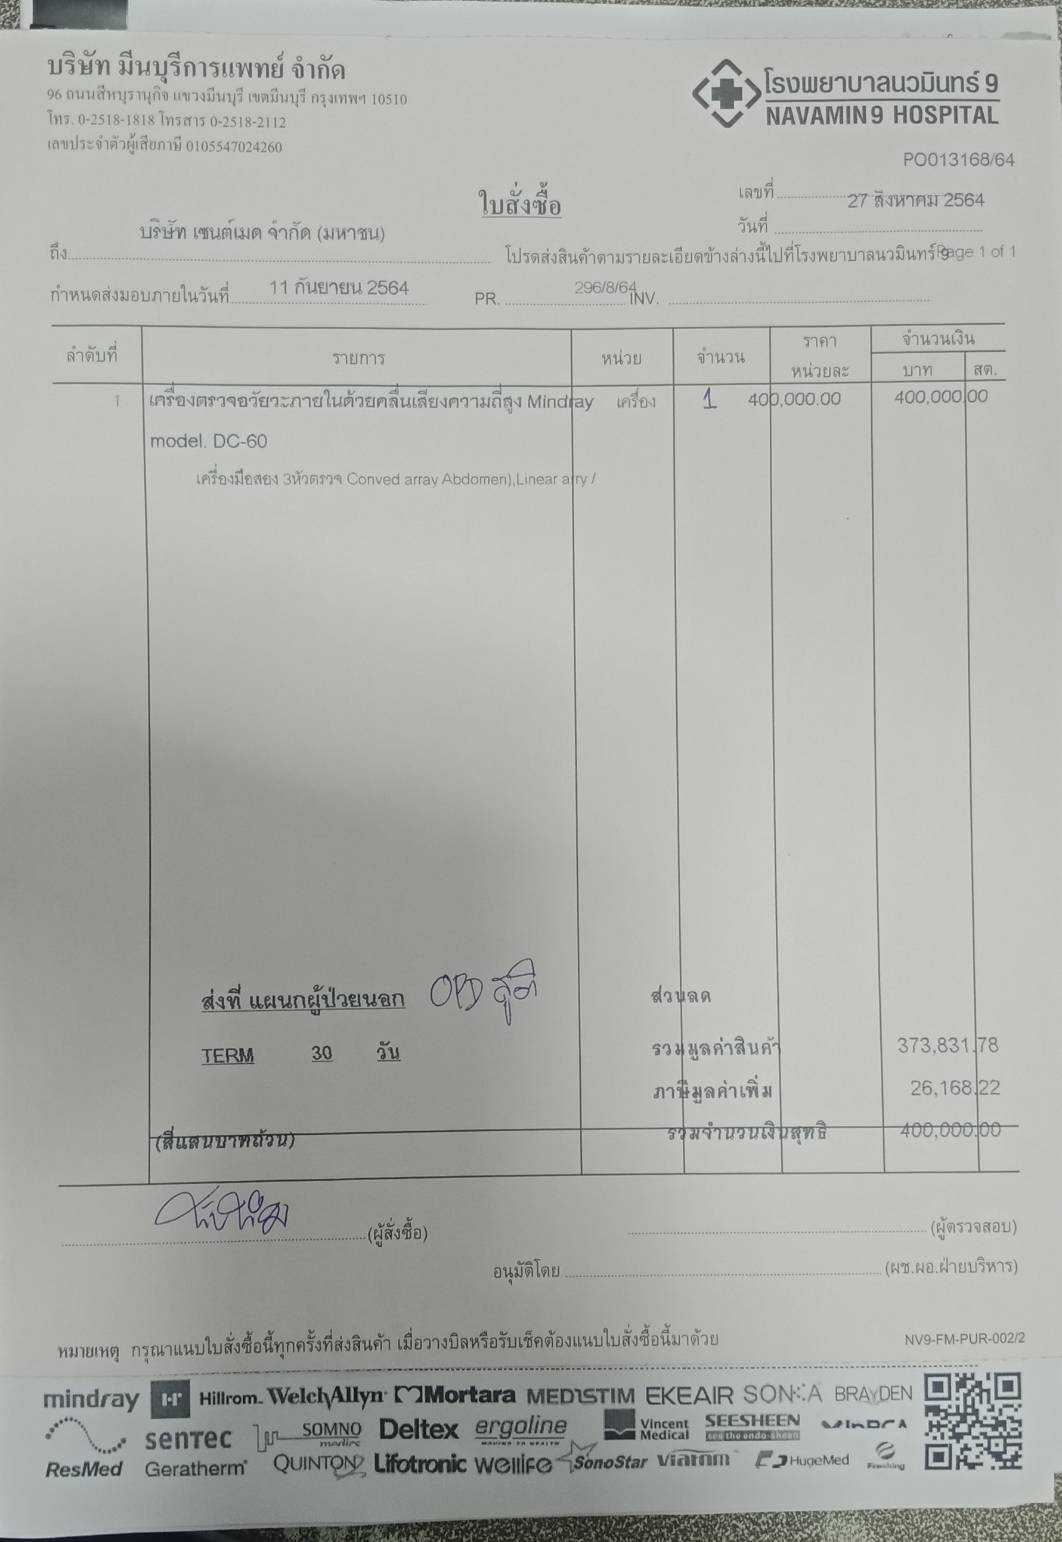 บริษัท มีนบุรีการแพทย์ จำกัด
96 ถนนสีหบุรานุกิจ แขวงมีนบุรี เขตมีนบุรี กรุงเทพฯ 10510
โทร. 0-2518-1818 โทรสาร 0-2518-2112
เลขประจำตัวผู้เสียภาษี 0105547024260
โรงพยาบาลนวมินทร์ 9
NAVAMIN 9 HOSPITAL
PO013168/64
ใบสั่งซื้อ
เลขที่
27 สิงหาคม 2564
วันที่
บริษัท เซนต์เมด จำกัด (มหาชน)
ถึง
โปรดส่งสินค้าตามรายละเอียดข้างล่างนี้ไปที่โรงพยาบาลนวมินทร์ 9
Page 1 of 1
กำหนดส่งมอบภายในวันที่ 11 กันยายน 2564 PR. 296/8/64 INV.
ลำดับที่ รายการ หน่วย จำนวน ราคา หน่วยละ จำนวนเงิน บาท สต.
1 เครื่องตรวจอวัยวะภายในด้วยคลื่นเสียงความถี่สูง Mindray เครื่อง 1 400,000.00 400,000.00
model. DC-60
เครื่องมือสอง 3หัวตรวจ Conved array Abdomen),Linear arry /
ส่งที่ แผนกผู้ป่วยนอก OPD สูติ ส่วนลด
TERM 30 วัน รวมมูลค่าสินค้า 373,831.78
ภาษีมูลค่าเพิ่ม 26,168.22
(สี่แสนบาทถ้วน) รวมจำนวนเงินสุทธิ 400,000.00
(ผู้สั่งซื้อ) (ผู้ตรวจสอบ)
อนุมัติโดย (ผช.ผอ.ฝ่ายบริหาร)
หมายเหตุ กรุณาแนบใบสั่งซื้อนี้ทุกครั้งที่ส่งสินค้า เมื่อวางบิลหรือรับเช็คต้องแนบใบสั่งซื้อนี้มาด้วย
NV9-FM-PUR-002/2
mindray H Hillrom. WelchAllyn Mortara MEDISTIM EKEAIR SONKA BRAYDEN
sentec SOMNO medics Deltex ergoline Vincent Medical SEESHEEN see the endo sheen
ResMed Geratherm QUINTON Lifotronic wellife SonoStar Viatom HugeMed